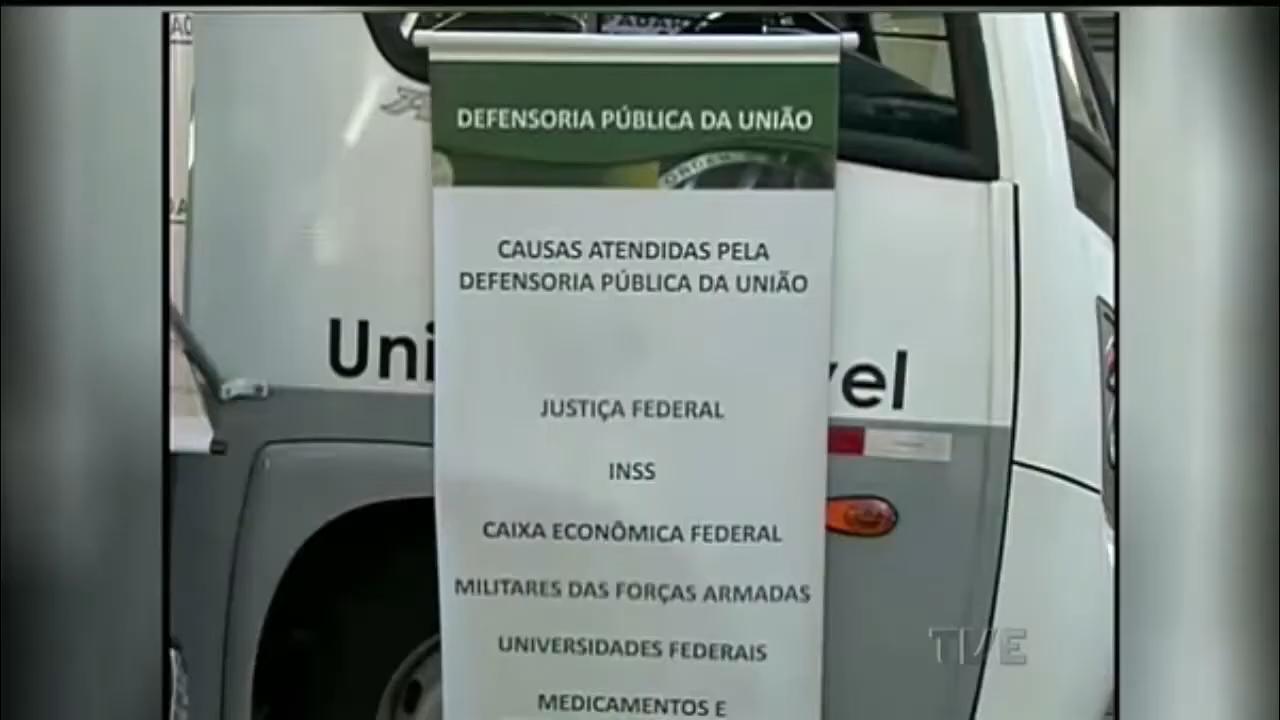 DEFENSORIA PÚBLICA DA UNIÃO
ORDEM
CAUSAS ATENDIDAS PELA
DEFENSORIA PÚBLICA DA UNIÃO
Uni
vel
JUSTIÇA FEDERAL
INSS
CAIXA ECONÔMICA FEDERAL
MILITARES DAS FORÇAS ARMADAS
UNIVERSIDADES FEDERAIS
TVE
MEDICAMENTOS E